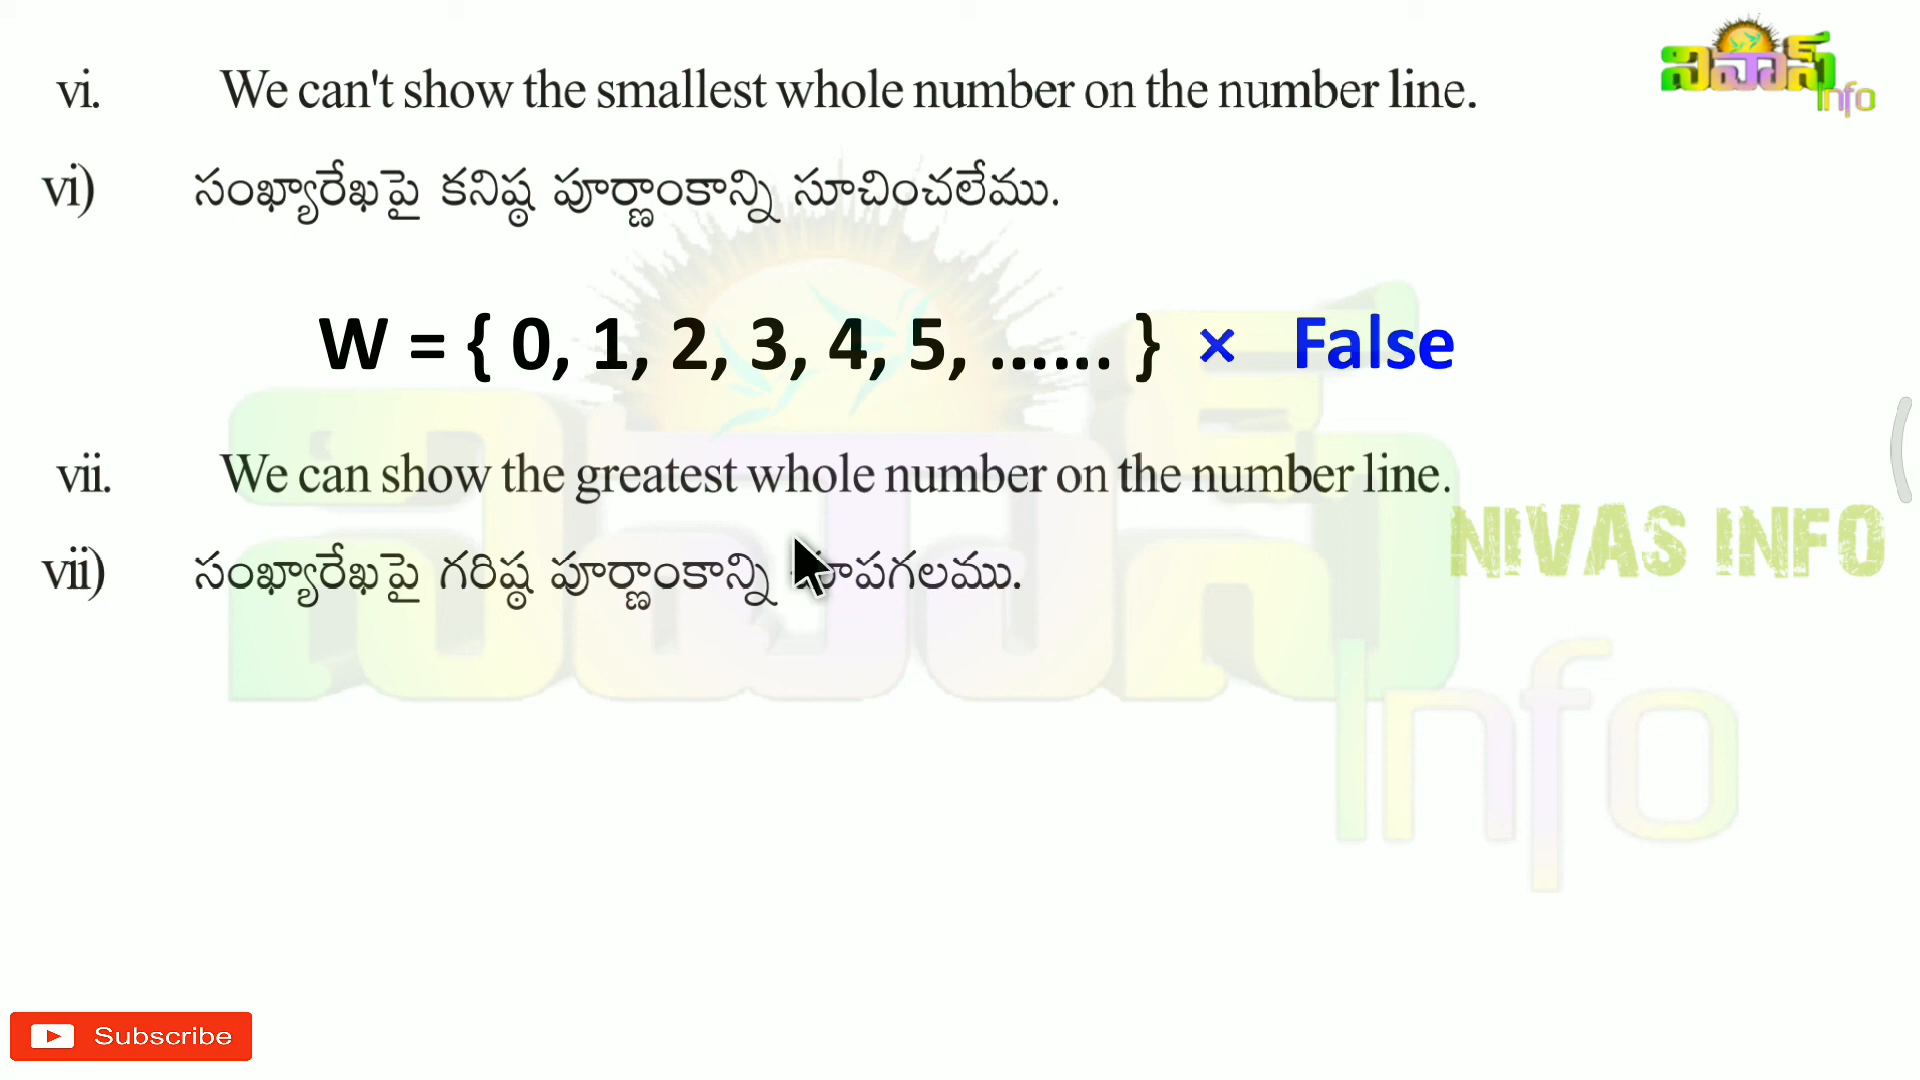 నివాస్
Info
vi. We can't show the smallest whole number on the number line.
vi) సంఖ్యారేఖపై కనిష్ఠ పూర్ణాంకాన్ని సూచించలేము.
W = { 0, 1, 2, 3, 4, 5, ...... } × False
vii. We can show the greatest whole number on the number line.
vii) సంఖ్యారేఖపై గరిష్ఠ పూర్ణాంకాన్ని
NIVAS INFO
నివాస్
Info
Subscribe